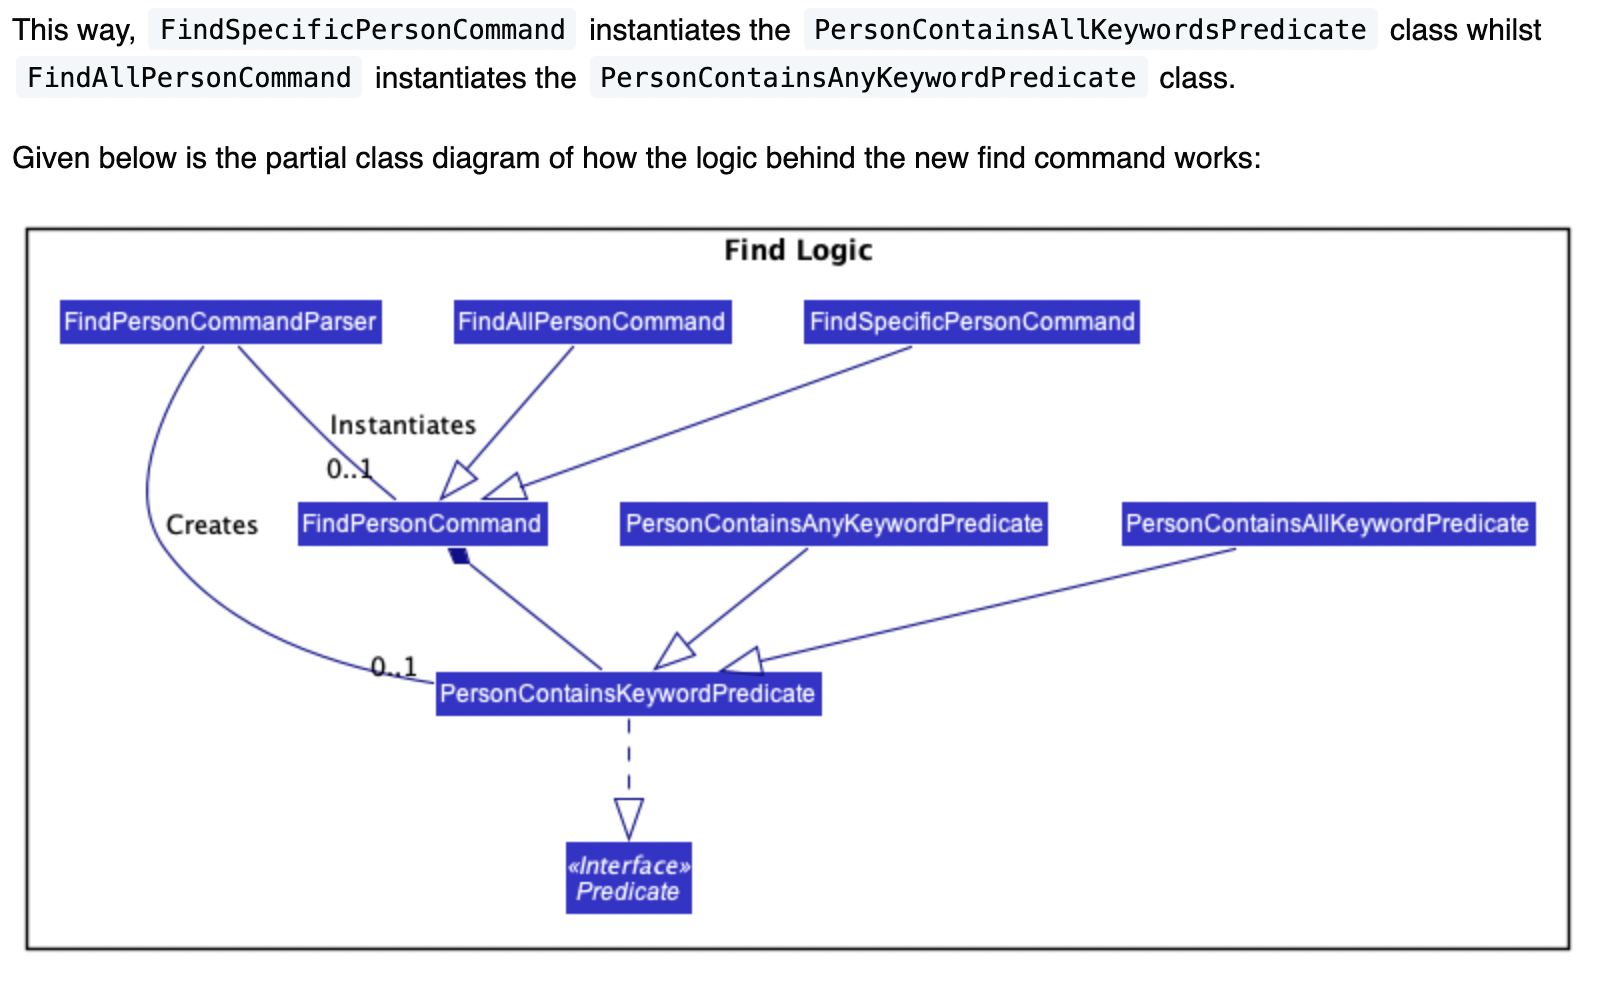 This way, FindSpecificPersonCommand instantiates the PersonContainsAllKeywordsPredicate class whilst
FindAllPersonCommand instantiates the PersonContainsAnyKeywordPredicate class.
Given below is the partial class diagram of how the logic behind the new find command works:
Find Logic
FindPersonCommandParser
FindAllPersonCommand
FindSpecificPersonCommand
Instantiates
0..1
Creates
FindPersonCommand
PersonContainsAnyKeywordPredicate
PersonContainsAllKeywordPredicate
0..1
PersonContainsKeywordPredicate
«Interface»
Predicate